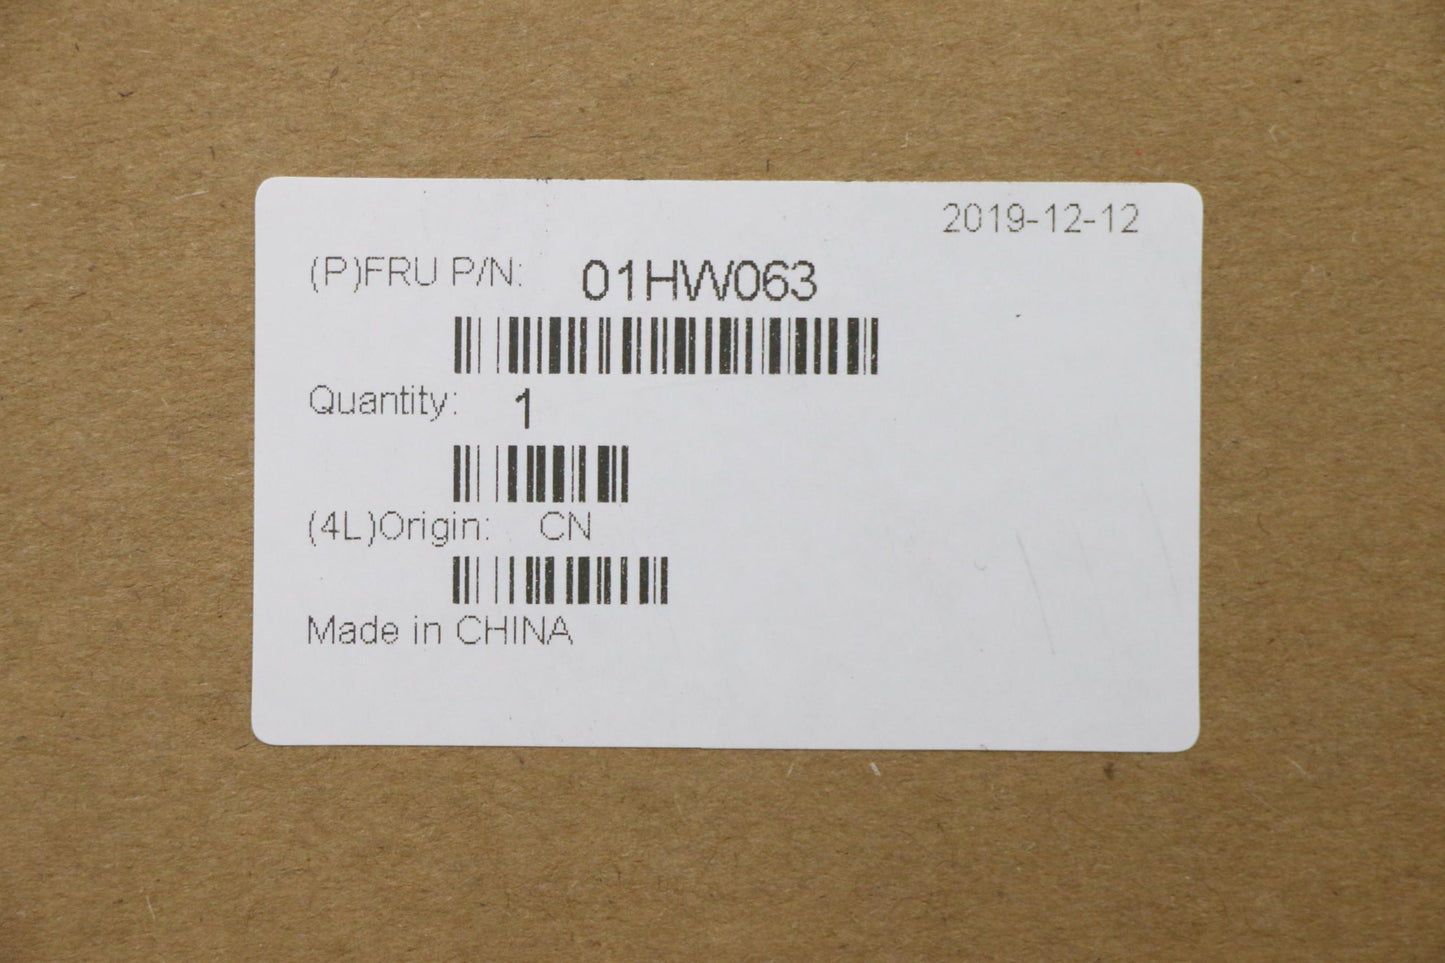 2019-12-12
(P)FRU P/N: 01HW063
Quantity: 1
(4L)Origin: CN
Made in CHINA